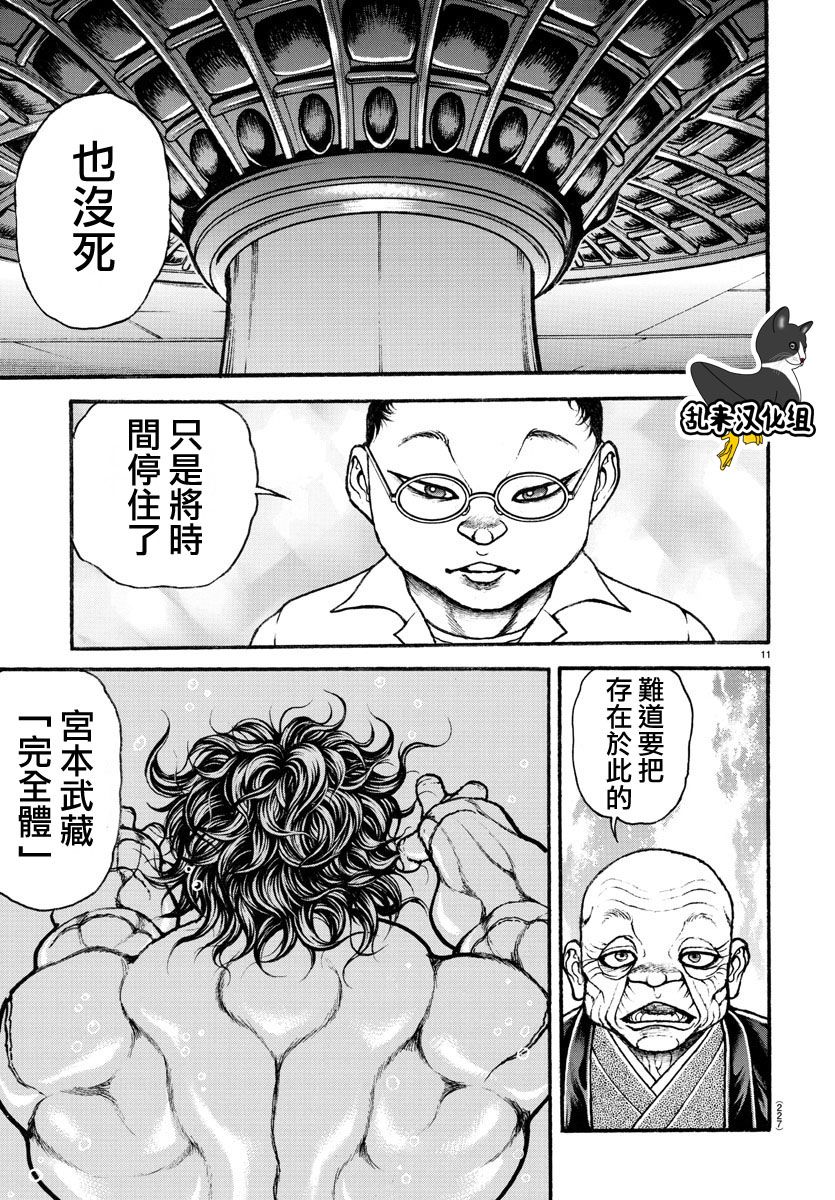 也沒死
只是將時
間停住了
乱来汉化组
11
難道要把
存在於此的
宮本武藏
「完全體」
(227)